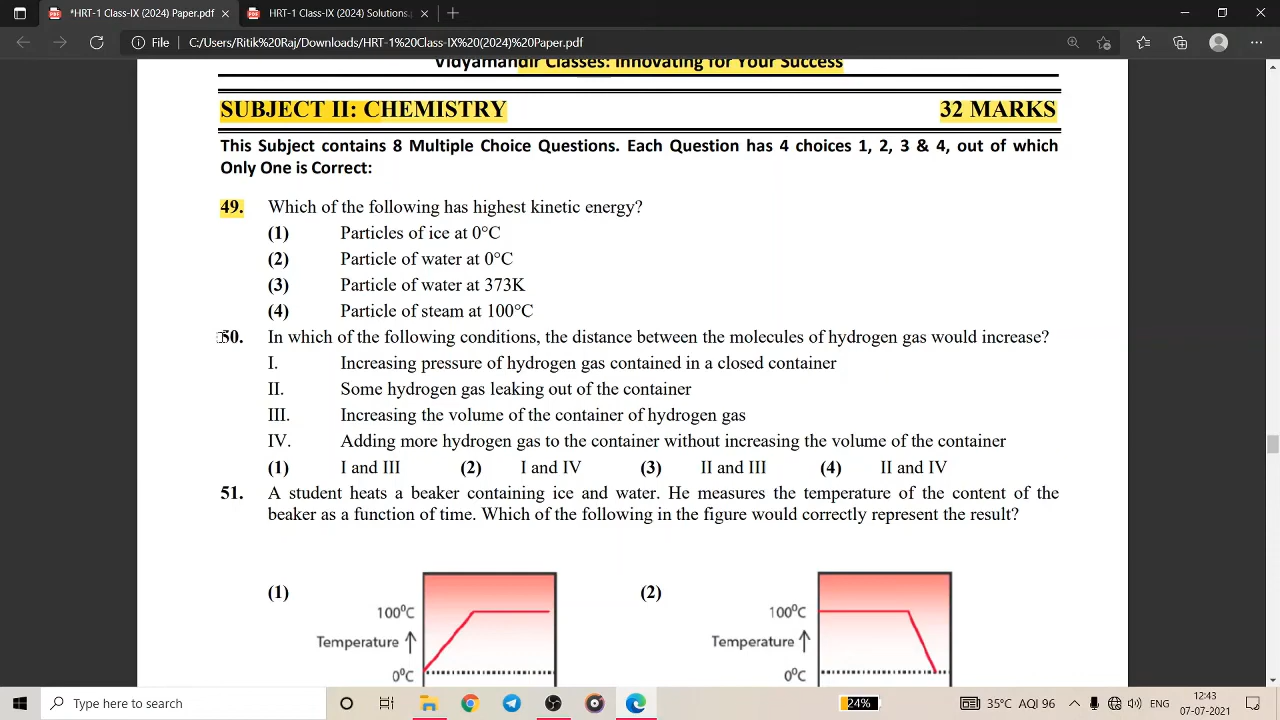 *HRT-1 Class-IX (2024) Paper.pdf
HRT-1 Class-IX (2024) Solutions.
File
C:/Users/Ritik%20Raj/Downloads/HRT-1%20Class-IX%20(2024)%20Paper.pdf
Vidyamandir Classes: Innovating for Your Success
SUBJECT II: CHEMISTRY 32 MARKS
This Subject contains 8 Multiple Choice Questions. Each Question has 4 choices 1, 2, 3 & 4, out of which
Only One is Correct:
49. Which of the following has highest kinetic energy?
(1) Particles of ice at 0°C
(2) Particle of water at 0°C
(3) Particle of water at 373K
(4) Particle of steam at 100°C
50. In which of the following conditions, the distance between the molecules of hydrogen gas would increase?
I. Increasing pressure of hydrogen gas contained in a closed container
II. Some hydrogen gas leaking out of the container
III. Increasing the volume of the container of hydrogen gas
IV. Adding more hydrogen gas to the container without increasing the volume of the container
(1) I and III (2) I and IV (3) II and III (4) II and IV
51. A student heats a beaker containing ice and water. He measures the temperature of the content of the
beaker as a function of time. Which of the following in the figure would correctly represent the result?
(1) (2)
100⁰C 100⁰C
Temperature ↑ Temperature ↑
0⁰C 0⁰C
Type here to search
24%
35°C AQI 96
ENG
12:43
07-07-2021